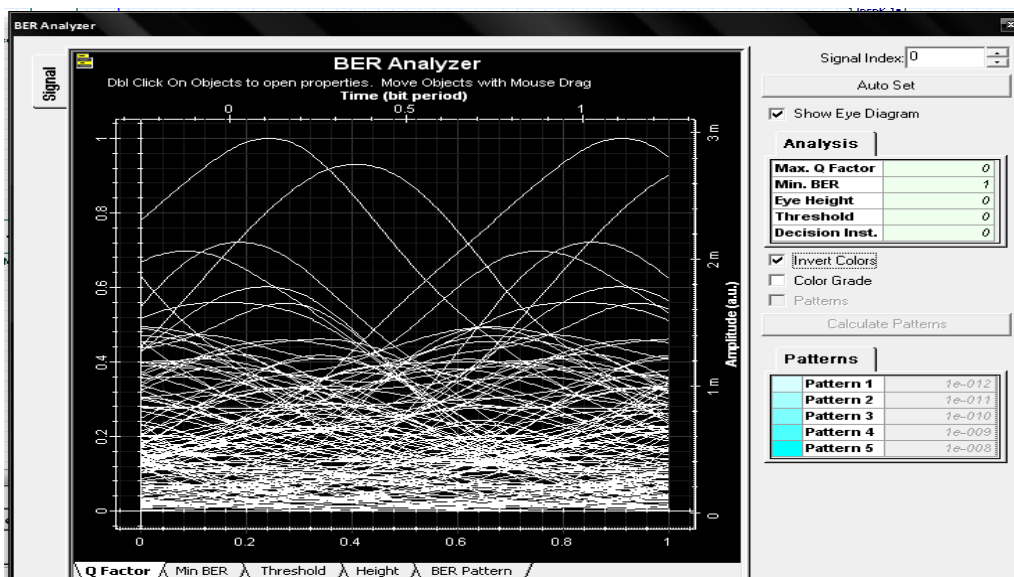 BER Analyzer
Signal
BER Analyzer
Dbl Click On Objects to open properties. Move Objects with Mouse Drag
Time (bit period)
0 0.5 1
1
0.8
0.6
0.4
0.2
0
3 m
2 m
1 m
0
Amplitude (a.u.)
0 0.2 0.4 0.6 0.8 1
Q Factor Min BER Threshold Height BER Pattern
Signal Index: 0
Auto Set
Show Eye Diagram
Analysis
Max. Q Factor 0
Min. BER 1
Eye Height 0
Threshold 0
Decision Inst. 0
Invert Colors
Color Grade
Patterns
Calculate Patterns
Patterns
Pattern 1 1e-012
Pattern 2 1e-011
Pattern 3 1e-010
Pattern 4 1e-009
Pattern 5 1e-008